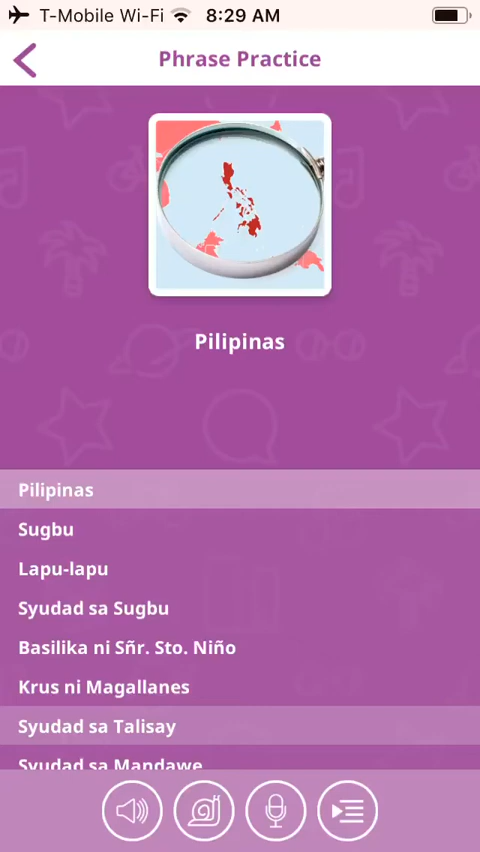 T-Mobile Wi-Fi 8:29 AM
Phrase Practice
Pilipinas
Pilipinas
Sugbu
Lapu-lapu
Syudad sa Sugbu
Basilika ni Sñr. Sto. Niño
Krus ni Magallanes
Syudad sa Talisay
Syudad sa Mandawe